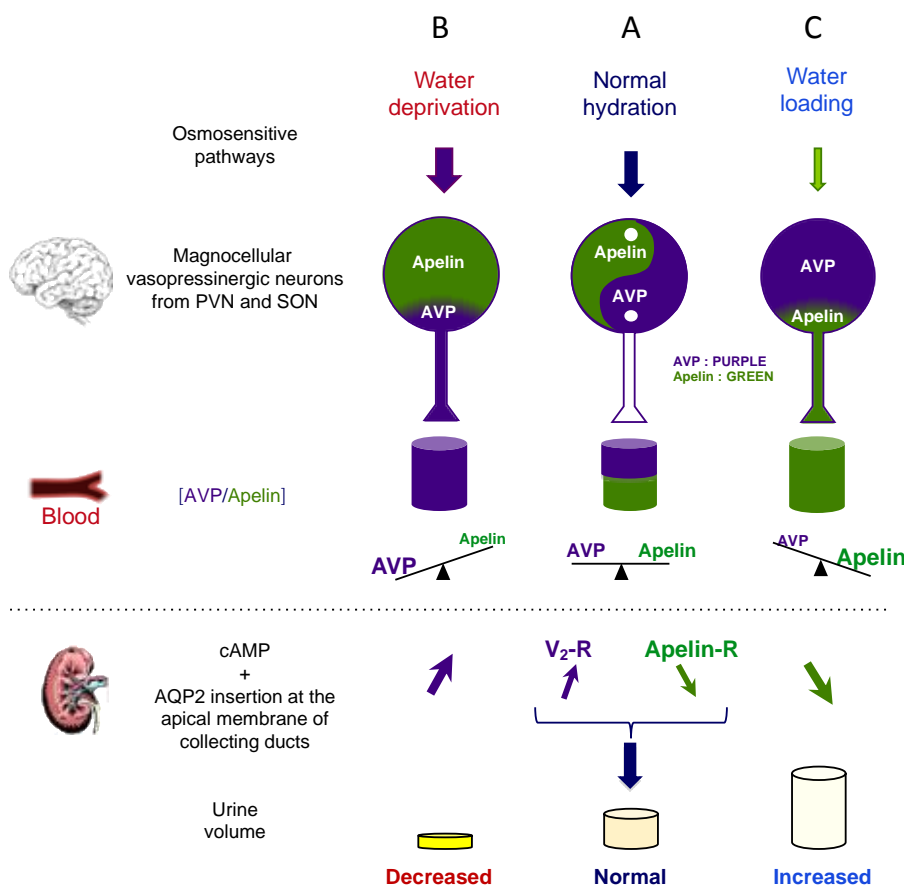 B
A
C
Water
deprivation
Normal
hydration
Water
loading
Osmosensitive
pathways
Magnocellular
vasopressinergic neurons
from PVN and SON
Apelin
AVP
Apelin
AVP
AVP
Apelin
AVP : PURPLE
Apelin : GREEN
Blood
[AVP/Apelin]
AVP
Apelin
AVP
Apelin
AVP
Apelin
cAMP
+
AQP2 insertion at the
apical membrane of
collecting ducts
V2-R
Apelin-R
Urine
volume
Decreased
Normal
Increased